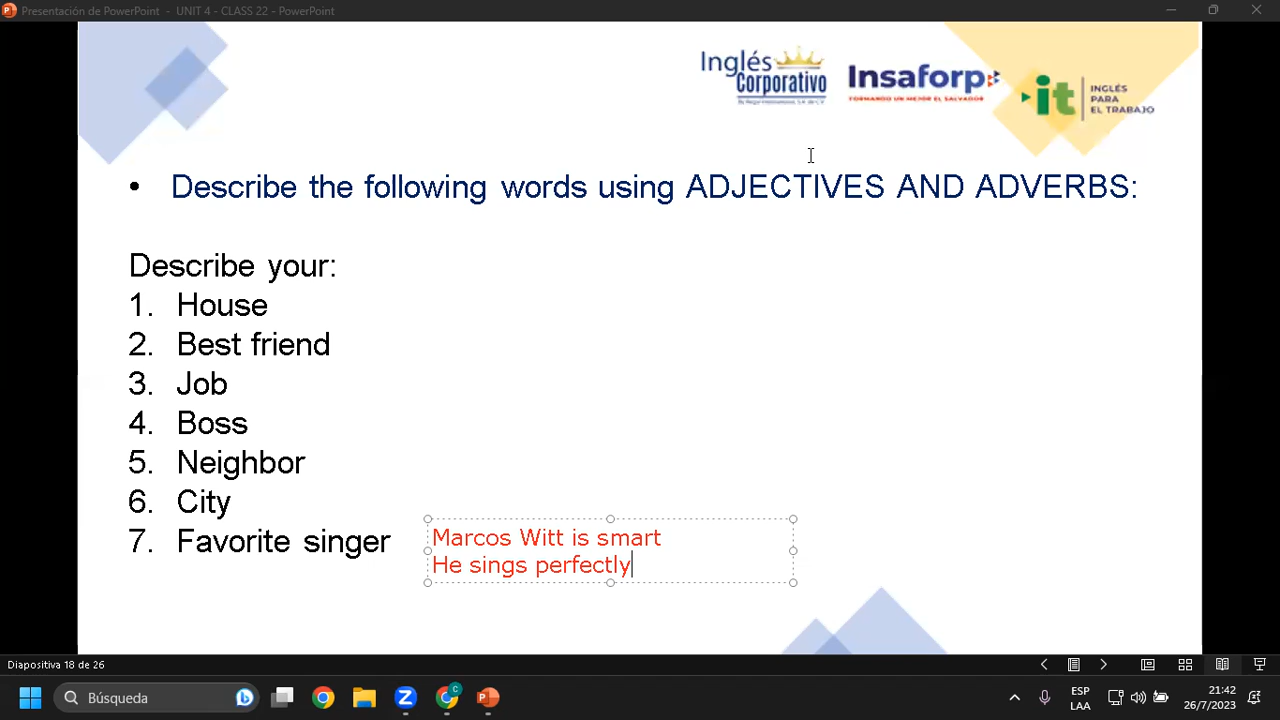 Presentación de PowerPoint - UNIT 4 - CLASS 22 - PowerPoint
Inglés
Corporativo
Insaforp
FORMANDO UN MEJOR EL SALVADOR
it
INGLÉS
PARA
EL TRABAJO
• Describe the following words using ADJECTIVES AND ADVERBS:
Describe your:
1. House
2. Best friend
3. Job
4. Boss
5. Neighbor
6. City
7. Favorite singer
Marcos Witt is smart
He sings perfectly
Diapositiva 18 de 26
Búsqueda
ESP
LAA
21:42
26/7/2023